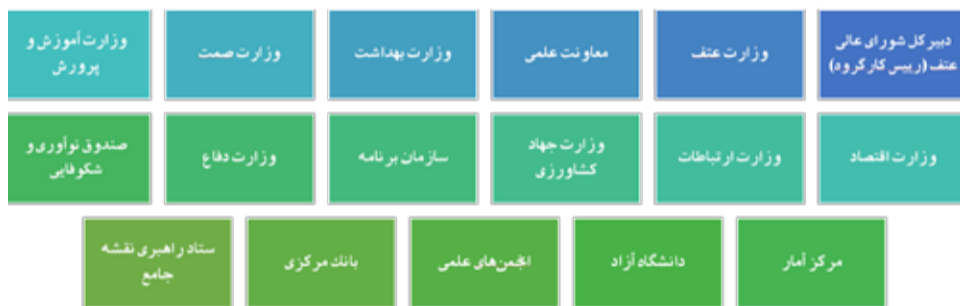 دبیر کل شورای عالی
عتف (رییس کارگروه)
وزارت عتف
معاونت علمی
وزارت بهداشت
وزارت صمت
وزارت آموزش و
پرورش
وزارت اقتصاد
وزارت ارتباطات
وزارت جهاد
کشاورزی
سازمان برنامه
وزارت دفاع
صندوق نوآوری و
شکوفایی
مرکز آمار
دانشگاه آزاد
انجمن‌های علمی
بانك مرکزی
ستاد راهبری نقشه
جامع